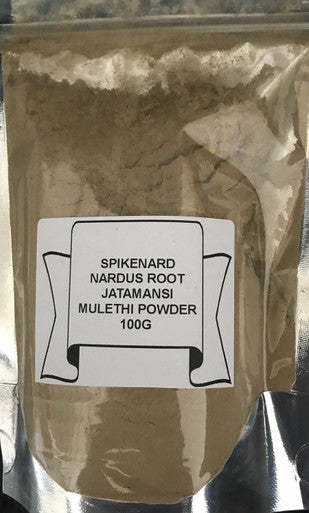 SPIKENARD
NARDUS ROOT
JATAMANSI
MULETHI POWDER
100G